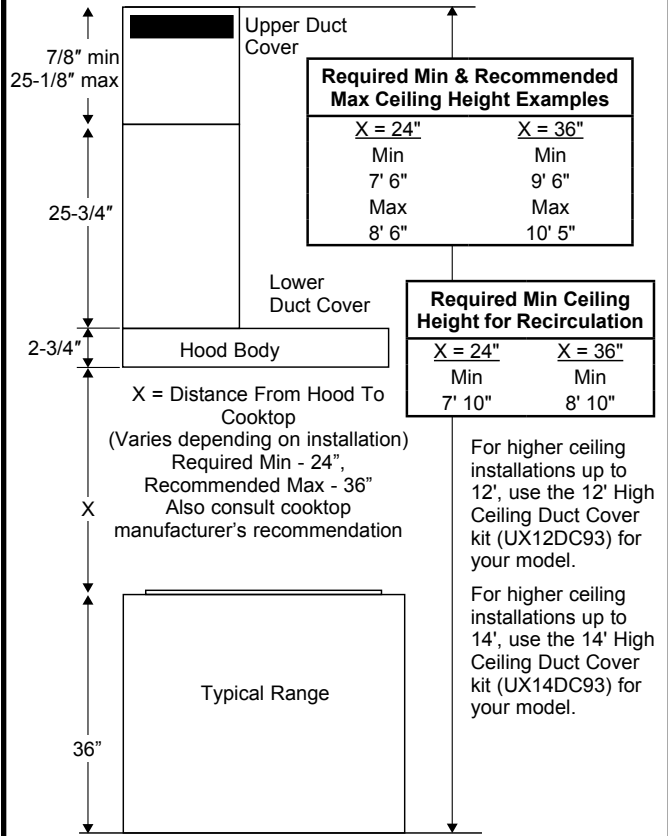 Upper Duct
Cover
7/8" min
25-1/8" max
Required Min & Recommended
Max Ceiling Height Examples
X = 24" X = 36"
Min Min
7' 6" 9' 6"
Max Max
8' 6" 10' 5"
25-3/4"
Lower
Duct Cover
Required Min Ceiling
Height for Recirculation
X = 24" X = 36"
Min Min
7' 10" 8' 10"
2-3/4"
Hood Body
X = Distance From Hood To
Cooktop
(Varies depending on installation)
Required Min - 24”,
Recommended Max - 36”
Also consult cooktop
manufacturer’s recommendation
X
For higher ceiling
installations up to
12', use the 12' High
Ceiling Duct Cover
kit (UX12DC93) for
your model.
For higher ceiling
installations up to
14', use the 14' High
Ceiling Duct Cover
kit (UX14DC93) for
your model.
Typical Range
36”